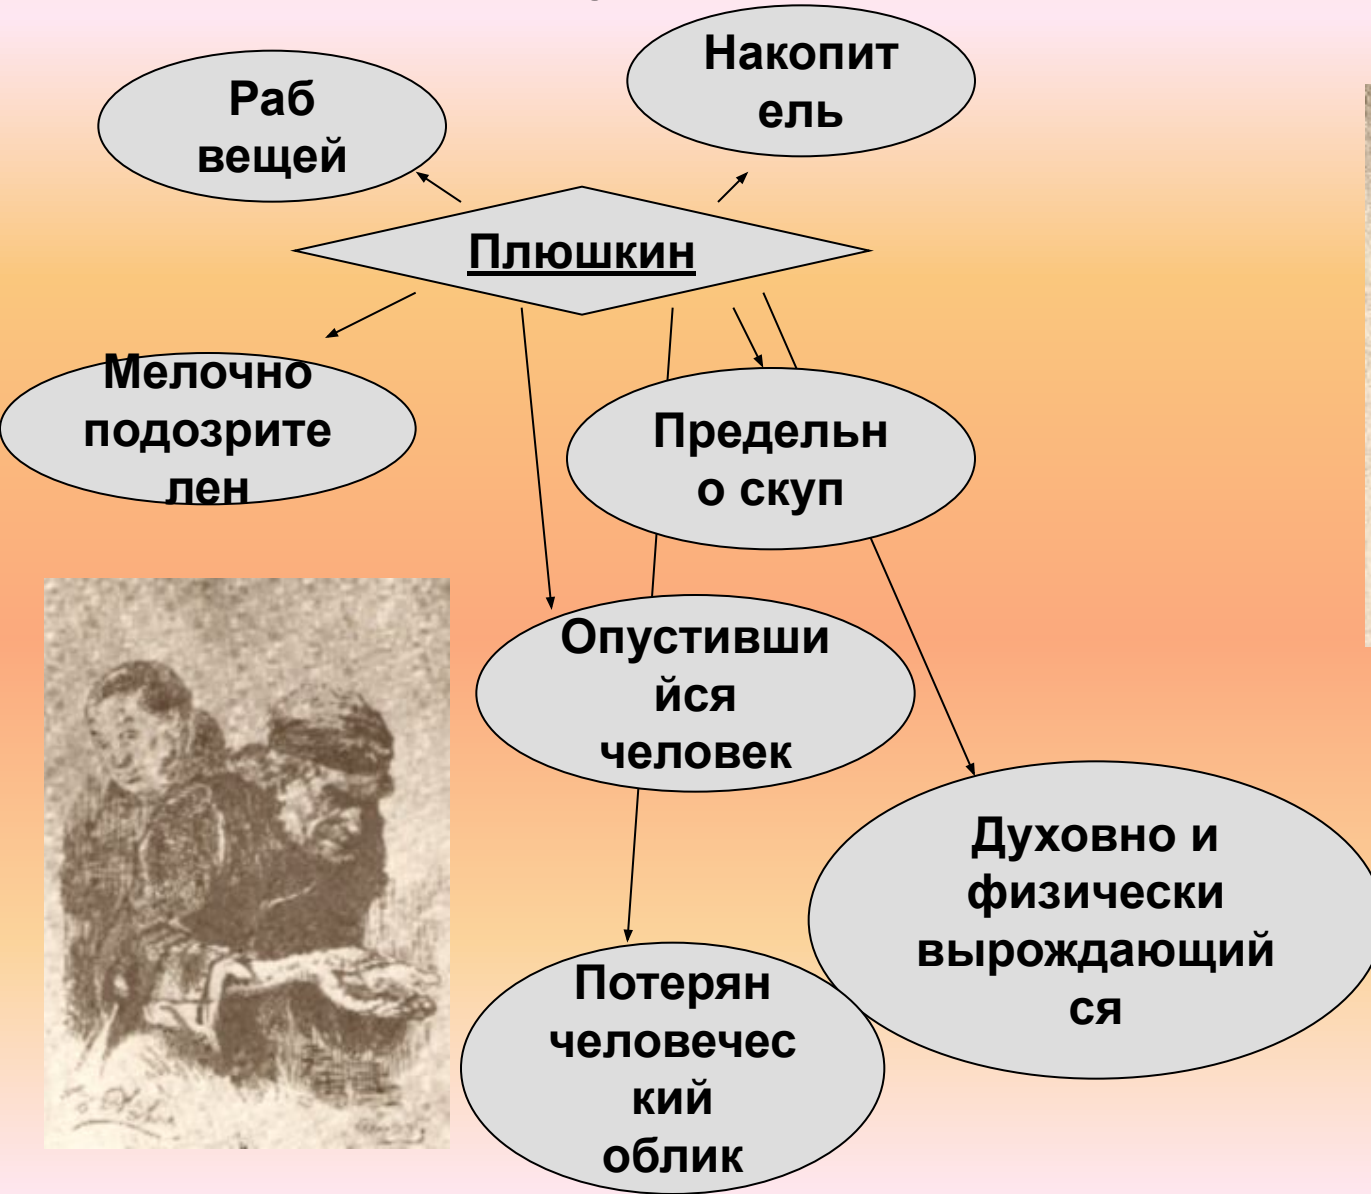 Раб
вещей
Накопит
ель
Плюшкин
Мелочно
подозрите
лен
Предельн
о скуп
Опустивши
йся
человек
Духовно и
физически
вырождающий
ся
Потерян
человечес
кий
облик